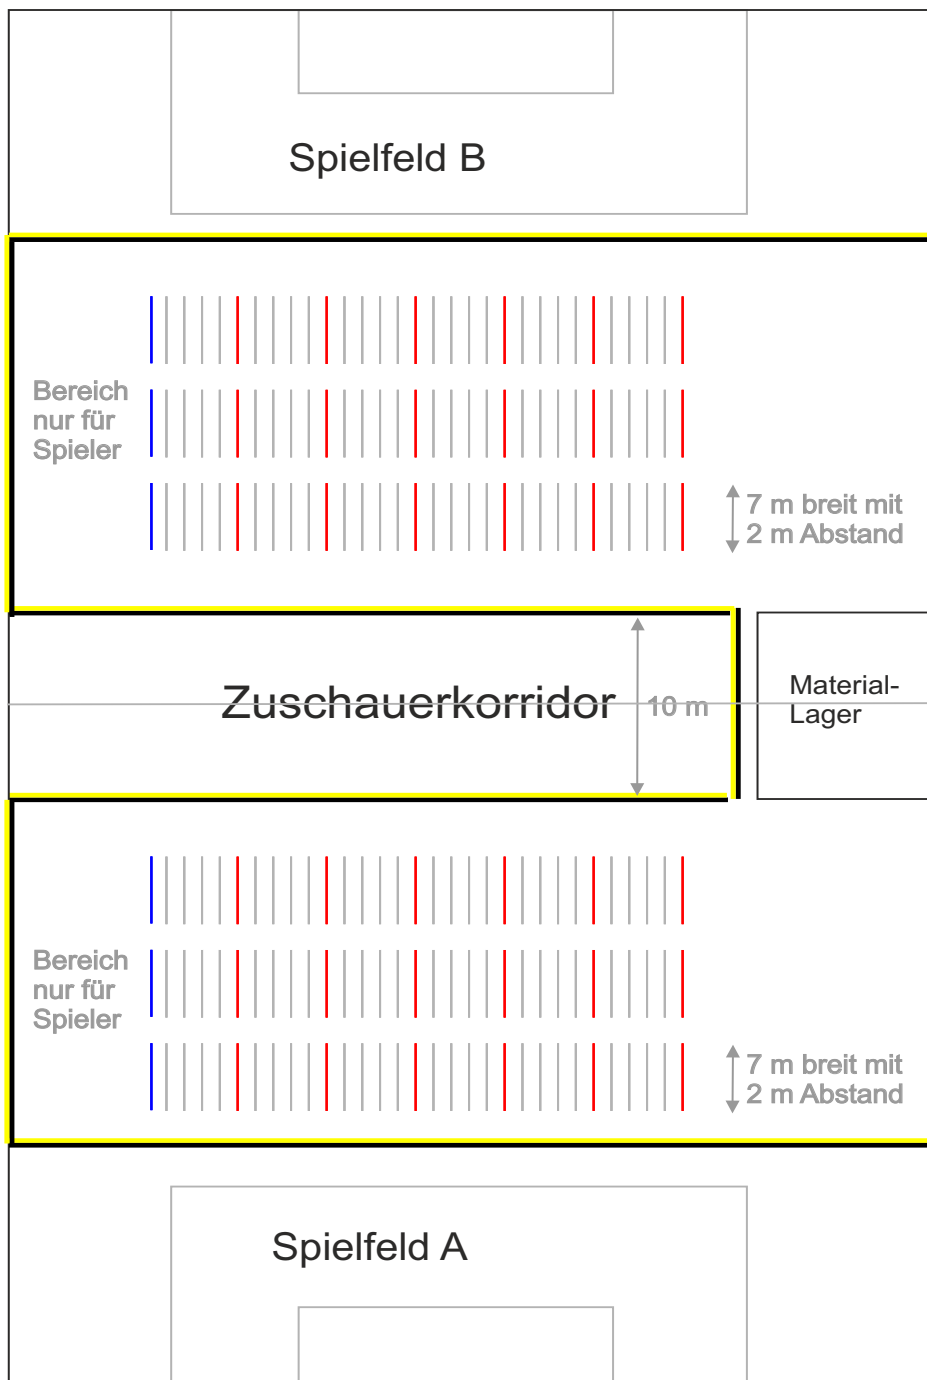 Spielfeld B
Bereich
nur für
Spieler
7 m breit mit
2 m Abstand
Zuschauerkorridor
10 m
Material-
Lager
Bereich
nur für
Spieler
7 m breit mit
2 m Abstand
Spielfeld A